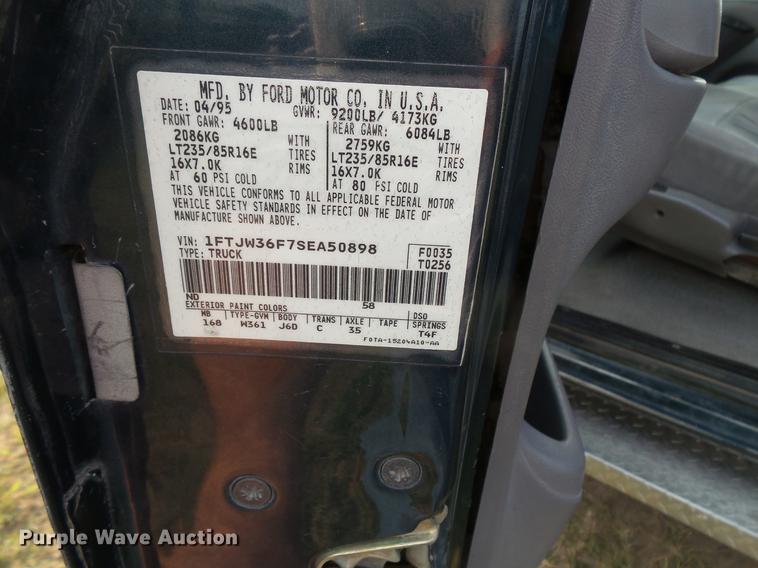 MFD. BY FORD MOTOR CO. IN U.S.A.
DATE: 04/95 GVWR: 9200LB/ 4173KG
FRONT GAWR: 4600LB REAR GAWR: 6084LB
2086KG WITH 2759KG WITH
LT235/85R16E TIRES LT235/85R16E TIRES
16X7.0K RIMS 16X7.0K RIMS
AT 60 PSI COLD AT 80 PSI COLD
THIS VEHICLE CONFORMS TO ALL APPLICABLE FEDERAL MOTOR
VEHICLE SAFETY STANDARDS IN EFFECT ON THE DATE OF
MANUFACTURE SHOWN ABOVE.
VIN: 1FTJW36F7SEA50898 F0035
TYPE: TRUCK T0256
ND 58
EXTERIOR PAINT COLORS DSO
WB TYPE-GVM BODY TRANS AXLE TAPE SPRINGS
168 W361 J6D C 35 T4F
F0TA-15204A10-AA
Purple Wave Auction